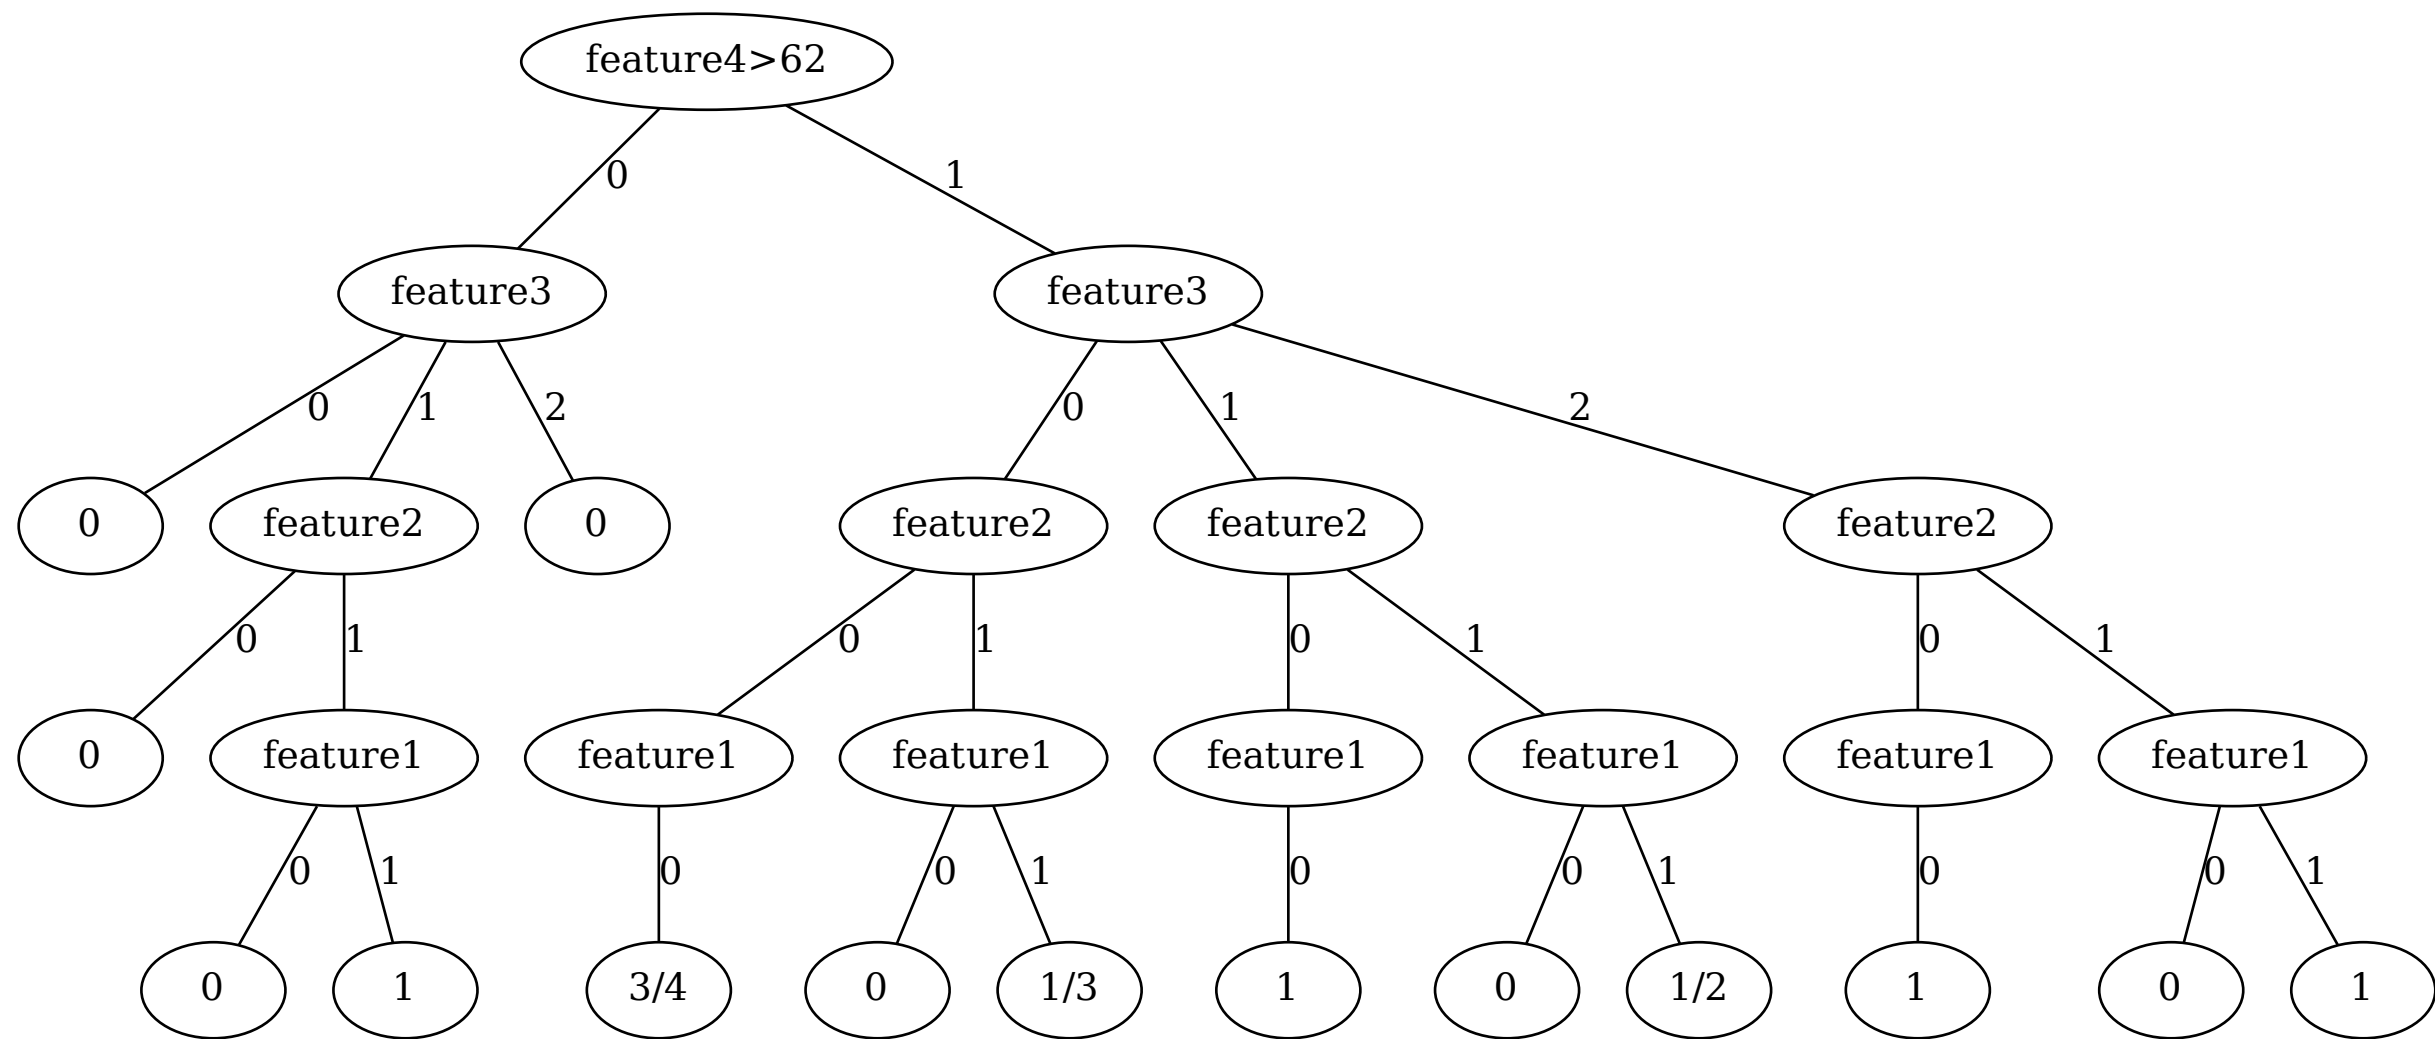 feature4>62
0 1
feature3 feature3
0 1 2 0 1 2
0 feature2 0 feature2 feature2 feature2
0 1 0 1 0 1 0 1
0 feature1 feature1 feature1 feature1 feature1 feature1 feature1
0 1 0 0 1 0 0 1 0 0 1
0 1 3/4 0 1/3 1 0 1/2 1 0 1